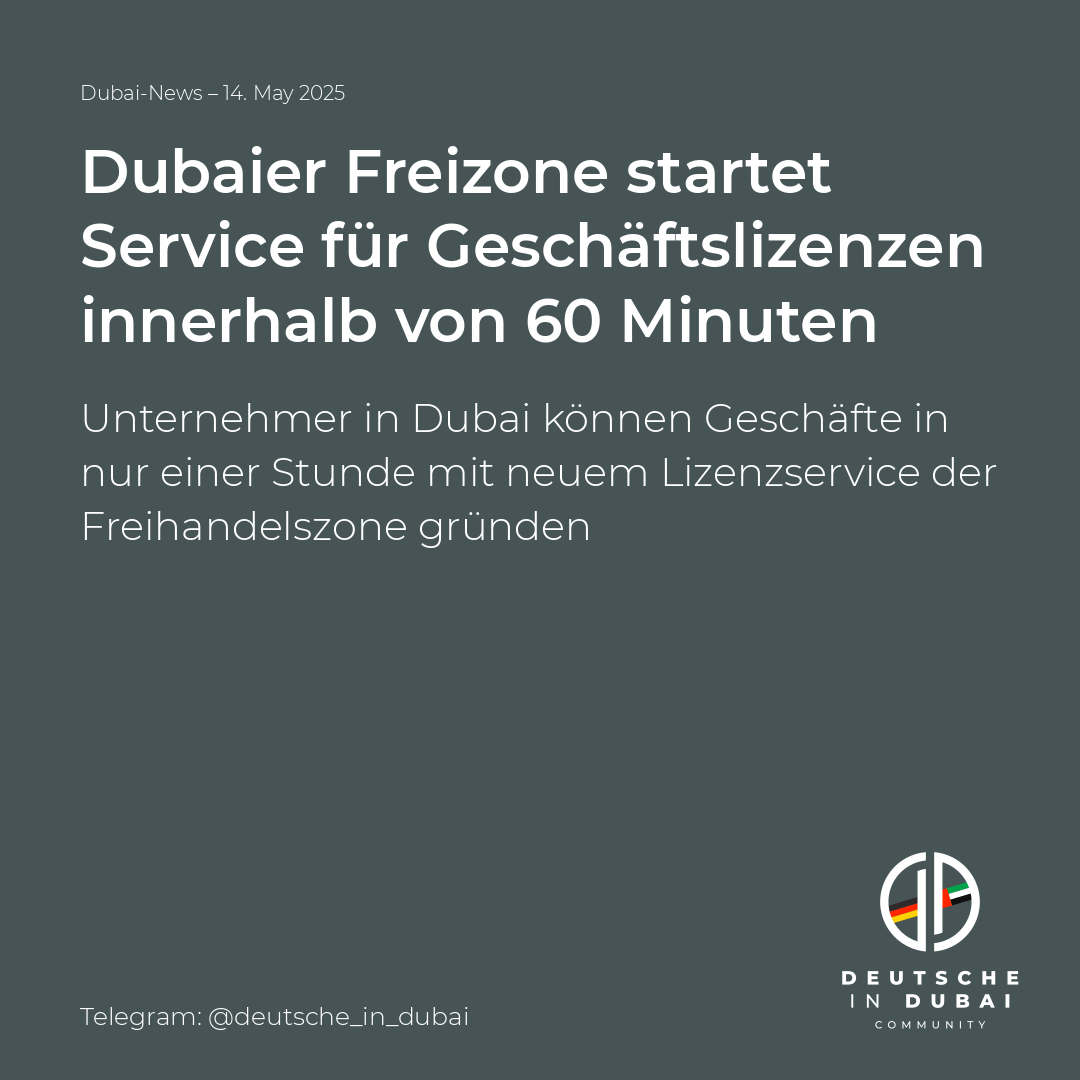 Dubai-News – 14. May 2025
Dubaier Freizone startet
Service für Geschäftslizenzen
innerhalb von 60 Minuten
Unternehmer in Dubai können Geschäfte in
nur einer Stunde mit neuem Lizenzservice der
Freihandelszone gründen
DEUTSCHE
IN DUBAI
COMMUNITY
Telegram: @deutsche_in_dubai